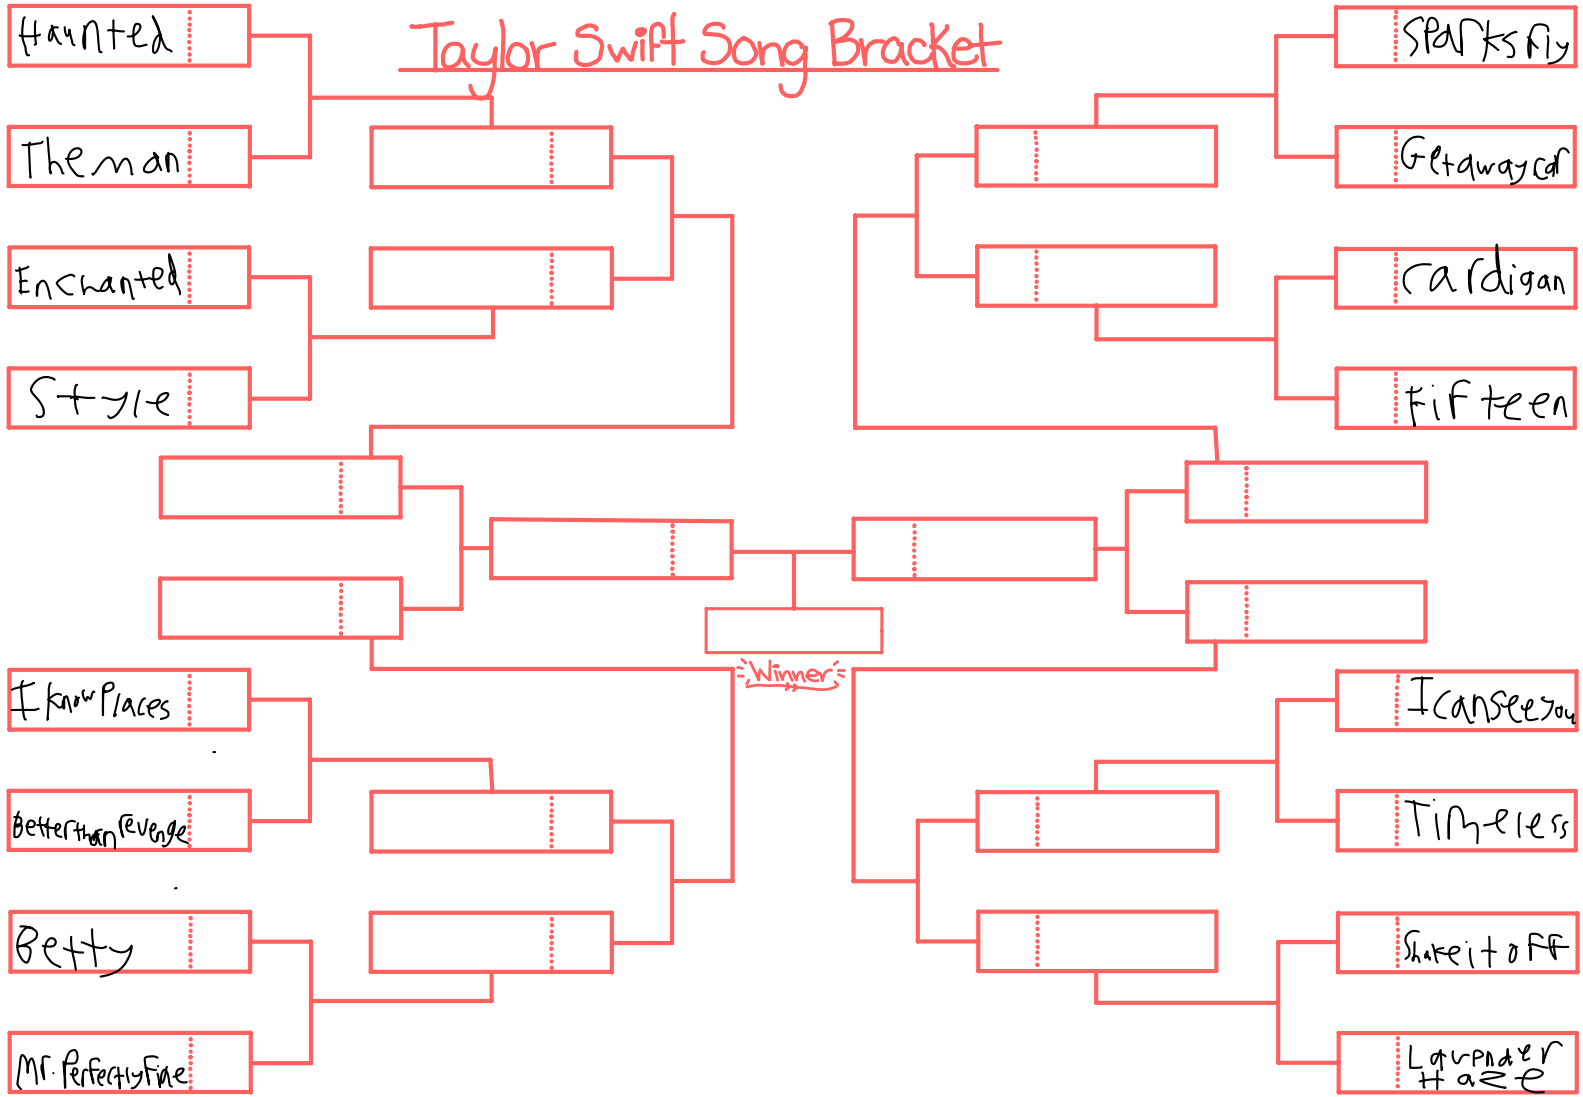 Taylor Swift Song Bracket
Haunted
The man
Enchanted
Style
I know Places
Better than revenge
Betty
Mr. Perfectly Fine
Sparks Fly
Getaway car
cardigan
Fifteen
I can see you
Timeless
Shake it off
Lavender
Haze
Winner